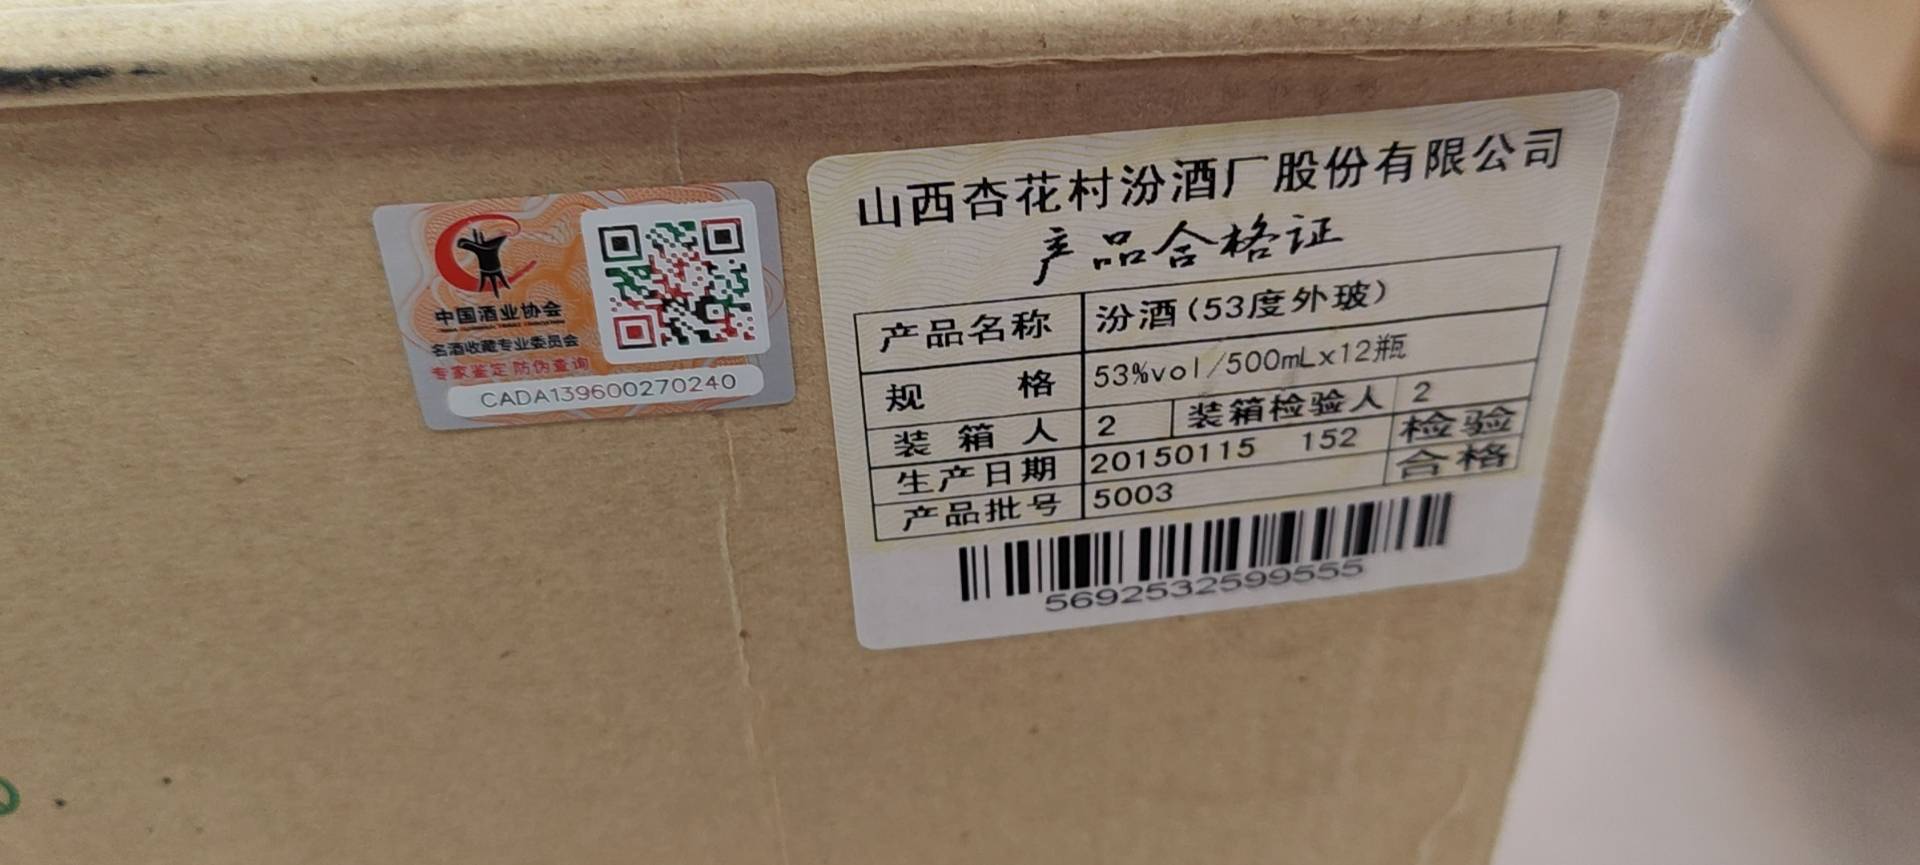 中国酒业协会
名酒收藏专业委员会
专家鉴定 防伪查询
CADA139600270240
山西杏花村汾酒厂股份有限公司
产品合格证
产品名称 汾酒(53度外玻)
规 格 53%vol/500mLx12瓶
装 箱 人 2 装箱检验人 2
生产日期 20150115 152 检验
产品批号 5003 合格
5692532599555